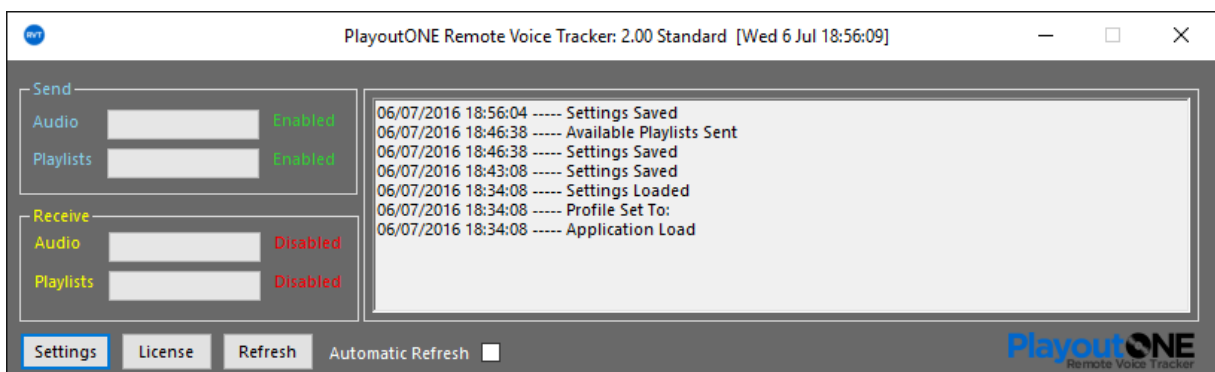 RVT
PlayoutONE Remote Voice Tracker: 2.00 Standard [Wed 6 Jul 18:56:09]
Send
Audio Enabled
Playlists Enabled
Receive
Audio Disabled
Playlists Disabled
06/07/2016 18:56:04 ----- Settings Saved
06/07/2016 18:46:38 ----- Available Playlists Sent
06/07/2016 18:46:38 ----- Settings Saved
06/07/2016 18:43:08 ----- Settings Saved
06/07/2016 18:34:08 ----- Settings Loaded
06/07/2016 18:34:08 ----- Profile Set To:
06/07/2016 18:34:08 ----- Application Load
Settings License Refresh Automatic Refresh
PlayoutONE
Remote Voice Tracker